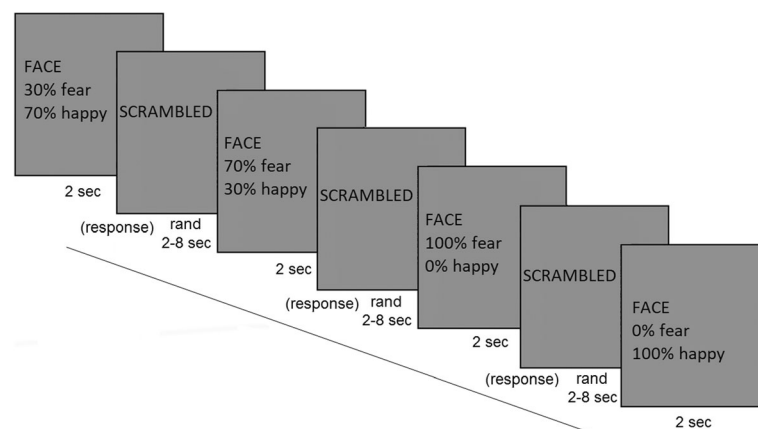 FACE
30% fear
70% happy
2 sec
SCRAMBLED
(response)
rand
2-8 sec
FACE
70% fear
30% happy
2 sec
SCRAMBLED
(response)
rand
2-8 sec
FACE
100% fear
0% happy
2 sec
SCRAMBLED
(response)
rand
2-8 sec
FACE
0% fear
100% happy
2 sec